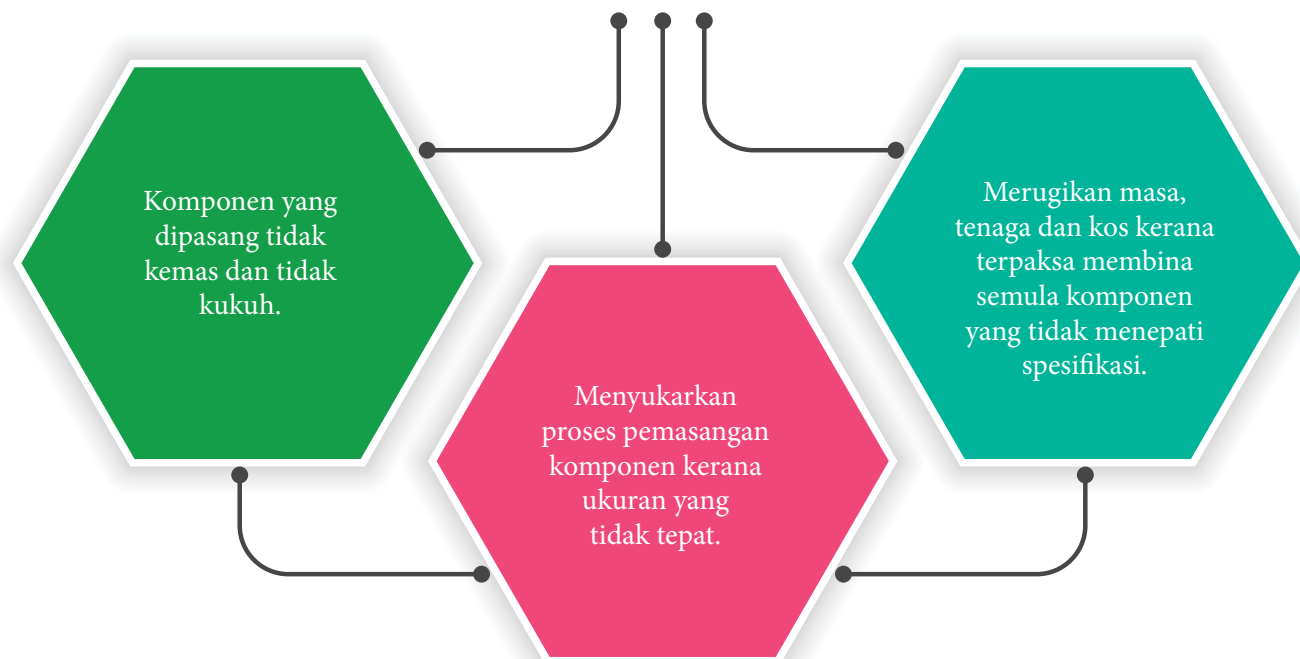 Komponen yang
dipasang tidak
kemas dan tidak
kukuh.
Menyukarkan
proses pemasangan
komponen kerana
ukuran yang
tidak tepat.
Merugikan masa,
tenaga dan kos kerana
terpaksa membina
semula komponen
yang tidak menepati
spesifikasi.